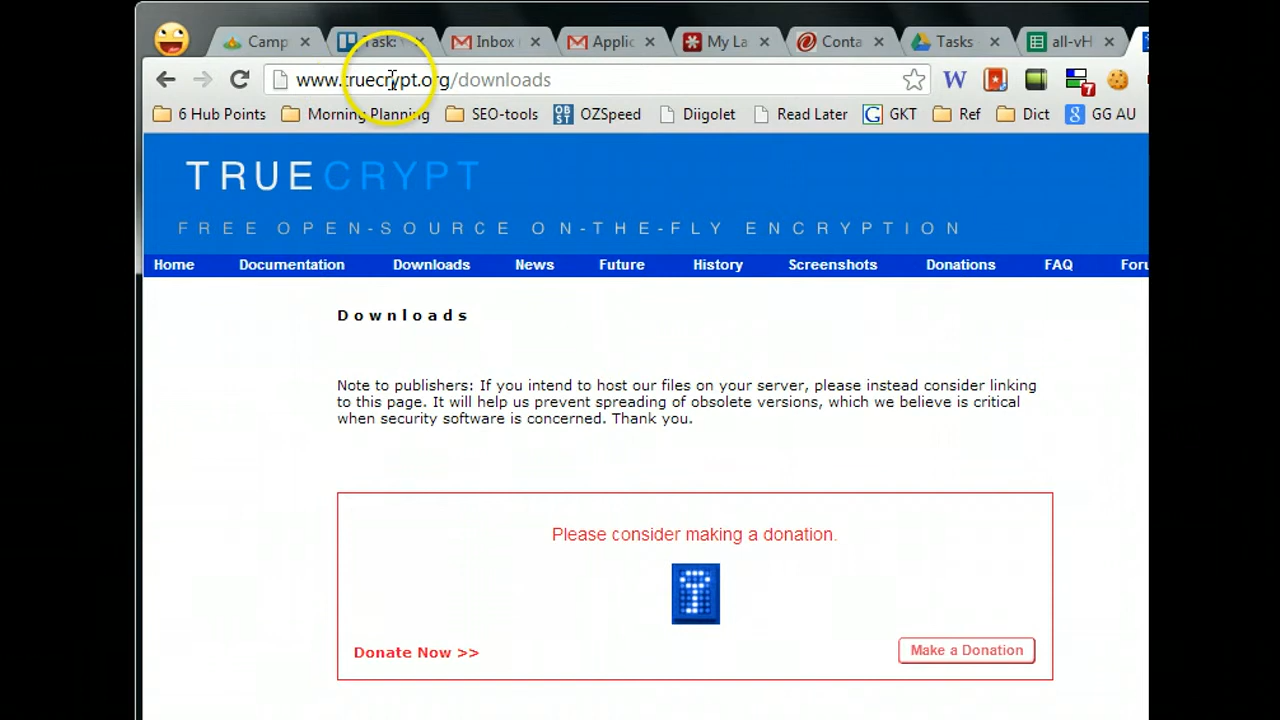 Camp Task: Inbox Applic My La Conta Tasks all-vH
www.truecrypt.org/downloads W 7
6 Hub Points Morning Planning SEO-tools OBST OZSpeed Diigolet Read Later G GKT Ref Dict 8 GG AU
TRUECRYPT
FREE OPEN-SOURCE ON-THE-FLY ENCRYPTION
Home Documentation Downloads News Future History Screenshots Donations FAQ Foru
Downloads
Note to publishers: If you intend to host our files on your server, please instead consider linking
to this page. It will help us prevent spreading of obsolete versions, which we believe is critical
when security software is concerned. Thank you.
Please consider making a donation.
T
Donate Now >> Make a Donation